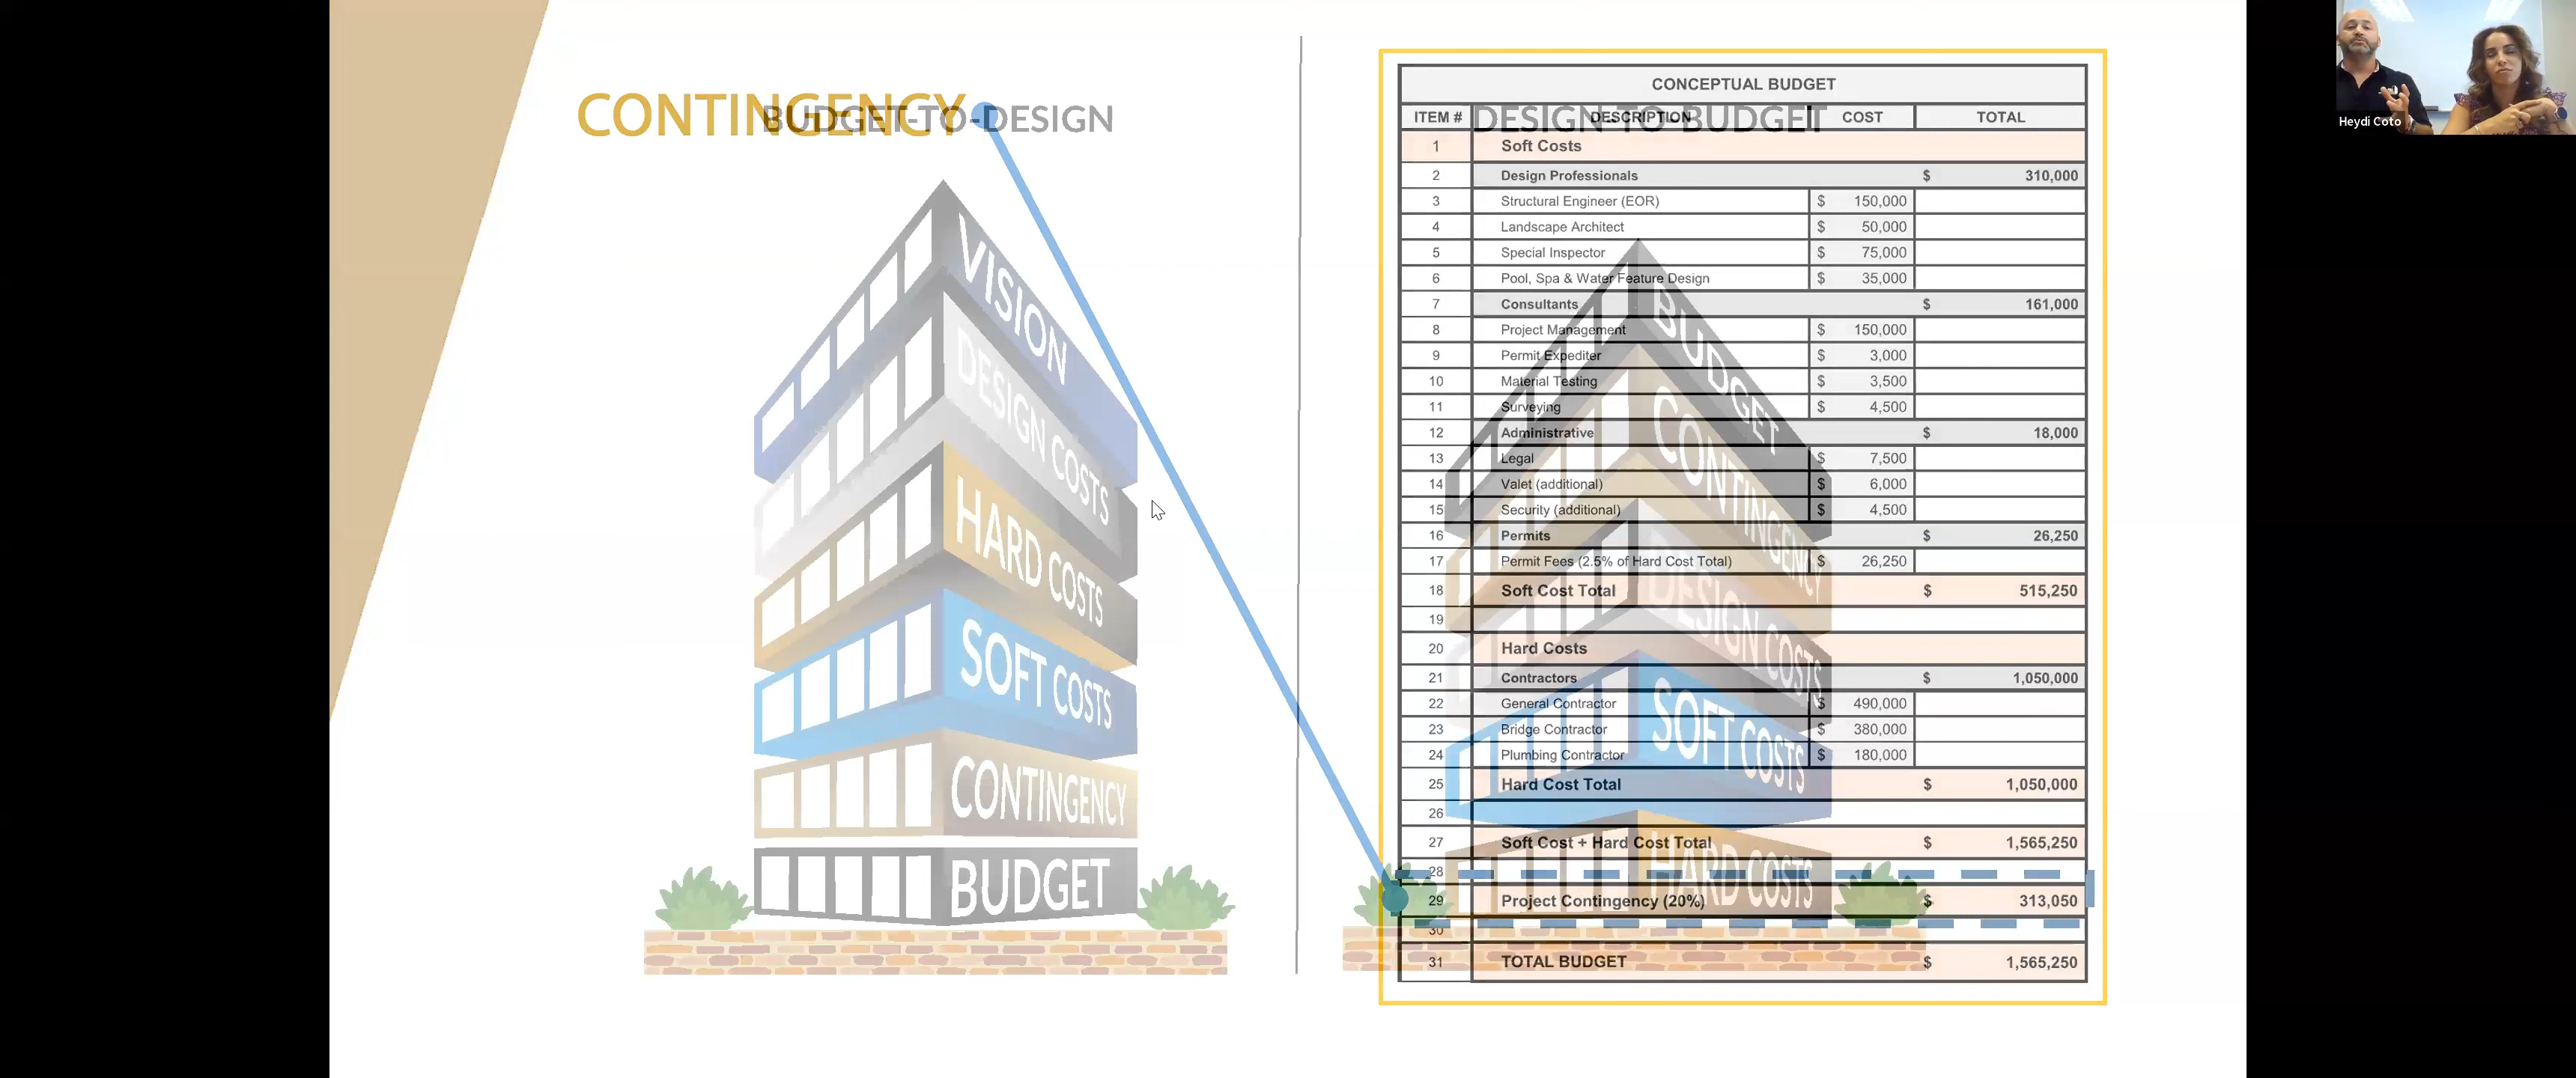 CONTINGENCY
BUDGET-TO-DESIGN
VISION
DESIGN COSTS
HARD COSTS
SOFT COSTS
CONTINGENCY
BUDGET
DESIGN-TO-BUDGET
BUDGET
CONTINGENCY
DESIGN COSTS
SOFT COSTS
HARD COSTS
CONCEPTUAL BUDGET
ITEM # DESCRIPTION COST TOTAL
1 Soft Costs
2 Design Professionals $ 310,000
3 Structural Engineer (EOR) $ 150,000
4 Landscape Architect $ 50,000
5 Special Inspector $ 75,000
6 Pool, Spa & Water Feature Design $ 35,000
7 Consultants $ 161,000
8 Project Management $ 150,000
9 Permit Expediter $ 3,000
10 Material Testing $ 3,500
11 Surveying $ 4,500
12 Administrative $ 18,000
13 Legal $ 7,500
14 Valet (additional) $ 6,000
15 Security (additional) $ 4,500
16 Permits $ 26,250
17 Permit Fees (2.5% of Hard Cost Total) $ 26,250
18 Soft Cost Total $ 515,250
19
20 Hard Costs
21 Contractors $ 1,050,000
22 General Contractor $ 490,000
23 Bridge Contractor $ 380,000
24 Plumbing Contractor $ 180,000
25 Hard Cost Total $ 1,050,000
26
27 Soft Cost + Hard Cost Total $ 1,565,250
28
29 Project Contingency (20%) $ 313,050
30
31 TOTAL BUDGET $ 1,565,250
Heydi Coto